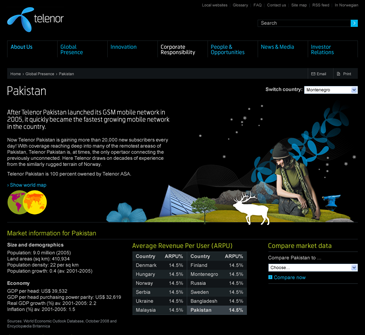 Local websites Glossary FAQ Contact us Site map RSS feed In Norwegian
telenor
Search
About Us
Global Presence
Innovation
Corporate Responsibility
People & Opportunities
News & Media
Investor Relations
Home › Global Presence › Pakistan
Email Print
Pakistan
Switch country: Montenegro
After Telenor Pakistan launched its GSM mobile network in
2005, it quickly became the fastest growing mobile network
in the country.
Now Telenor Pakistan is gaining more than 20,000 new subscribers every
day! With coverage reaching deep into many of the remotest areas of
Pakistan, Telenor Pakistan is, at times, the only operator connecting the
previously unconnected. Here Telenor draws on decades of experience
from the similarly rugged terrain of Norway.
Telenor Pakistan is 100 percent owned by Telenor ASA.
› Show world map
Market information for Pakistan
Size and demographics
Population: 9.0 million (2005)
Land areas (sq km): 410,934
Population density: 22 per sq km
Population growth: 0.4 (av. 2001-2005)
Economy
GDP per head: US$ 39,532
GDP per head purchasing power parity: US$ 32,619
Real GDP growth (% av. 2001-2005): 2.2
Inflation (% av. 2001-2005): 1.5
Sources: World Economic Outlook Database, October 2006 and
Encyclopædia Britannica
Average Revenue Per User (ARPU)
Country ARPU% Country ARPU%
Denmark 14.5% Finland 14.5%
Hungary 14.5% Montenegro 14.5%
Norway 14.5% Russia 14.5%
Serbia 14.5% Sweden 14.5%
Ukraine 14.5% Bangladesh 14.5%
Malaysia 14.5% Pakistan 14.5%
Compare market data
Compare Pakistan to ...
Choose...
Compare now